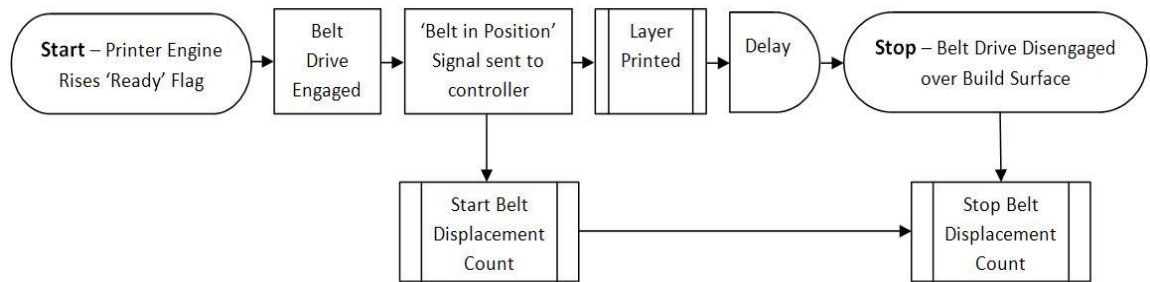 Start – Printer Engine
Rises ‘Ready’ Flag
Belt
Drive
Engaged
‘Belt in Position’
Signal sent to
controller
Layer
Printed
Delay
Stop – Belt Drive Disengaged
over Build Surface
Start Belt
Displacement
Count
Stop Belt
Displacement
Count